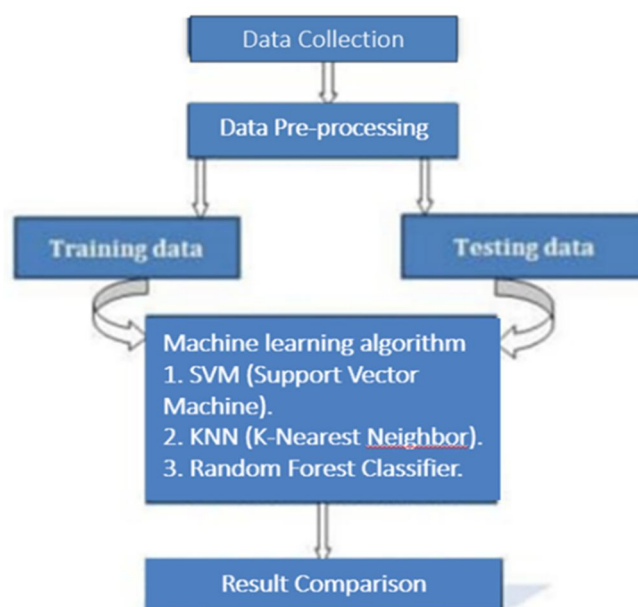 Data Collection
Data Pre-processing
Training data
Testing data
Machine learning algorithm
1. SVM (Support Vector
Machine).
2. KNN (K-Nearest Neighbor).
3. Random Forest Classifier.
Result Comparison